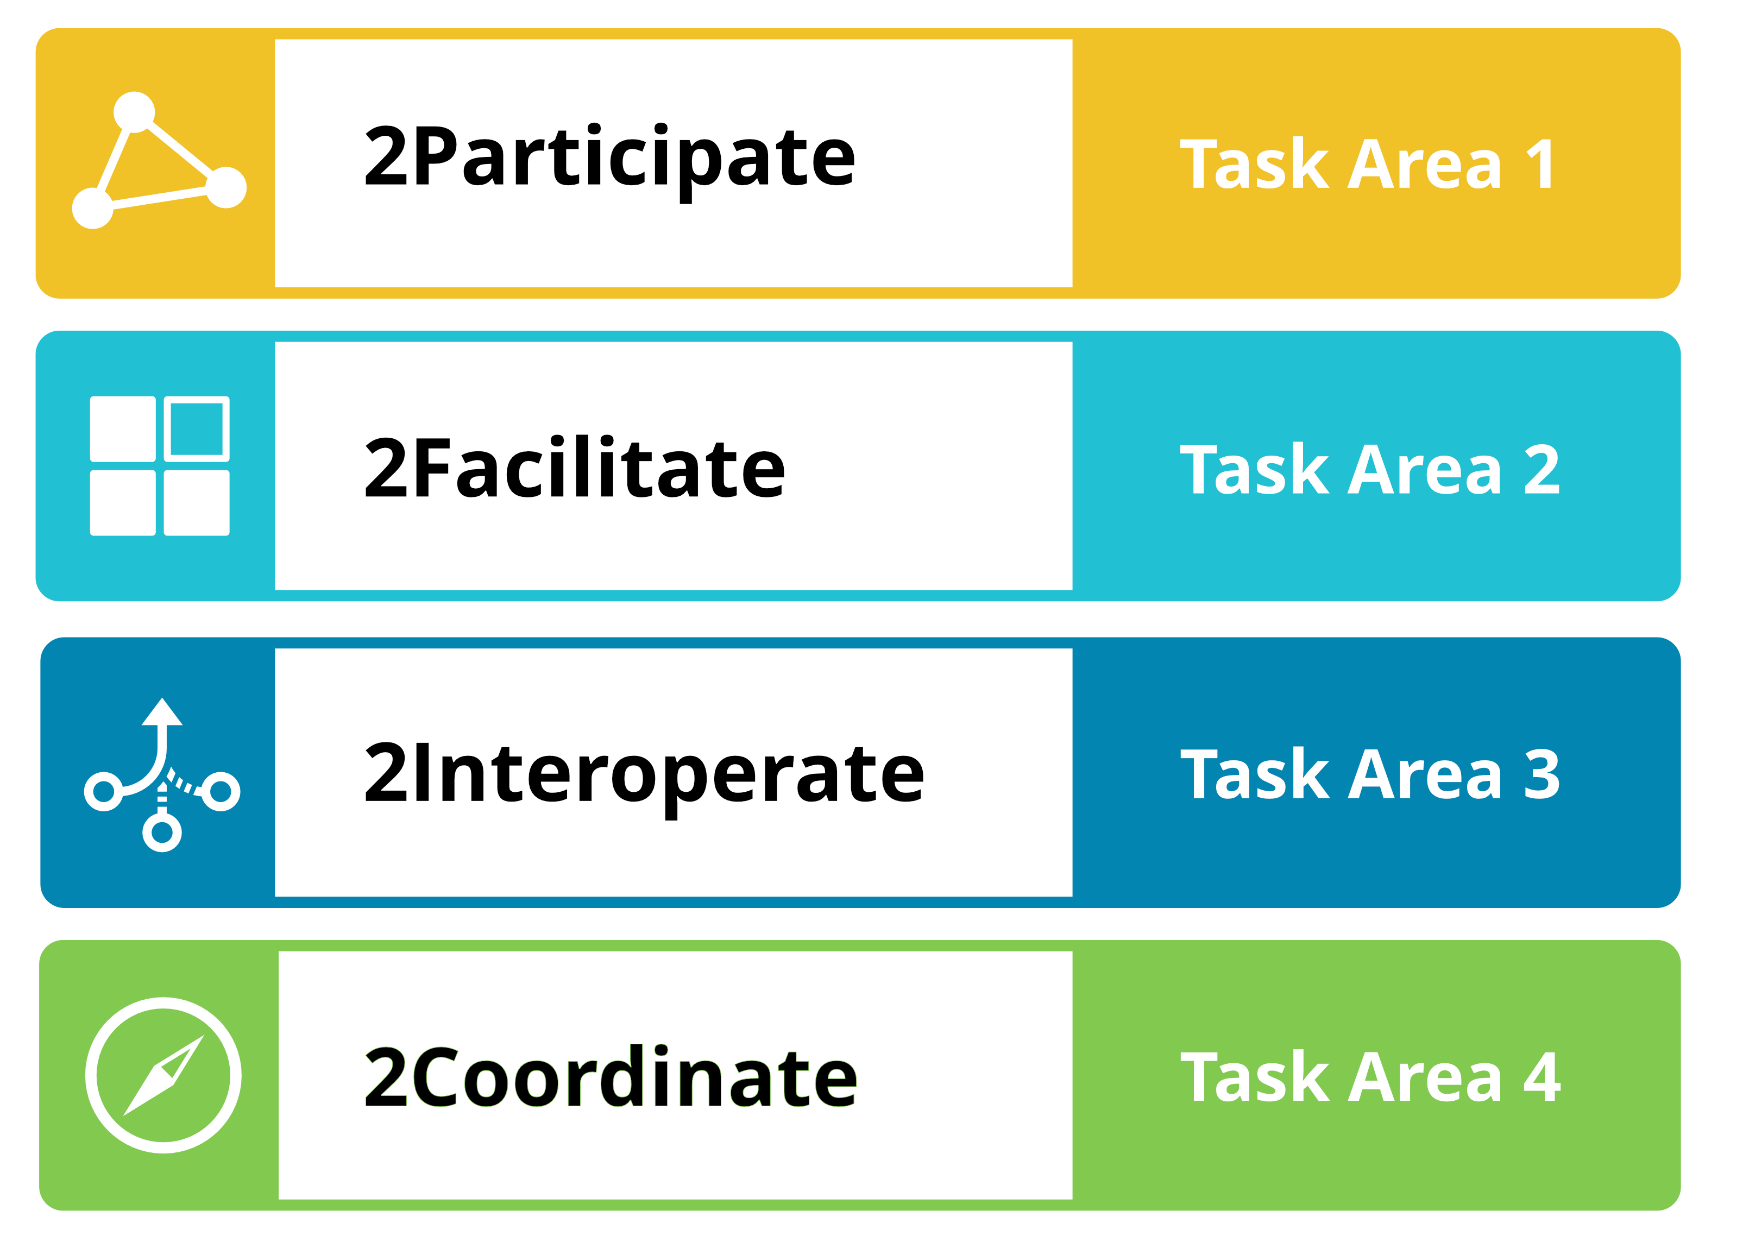 2Participate
Task Area 1
2Facilitate
Task Area 2
2Interoperate
Task Area 3
2Coordinate
Task Area 4